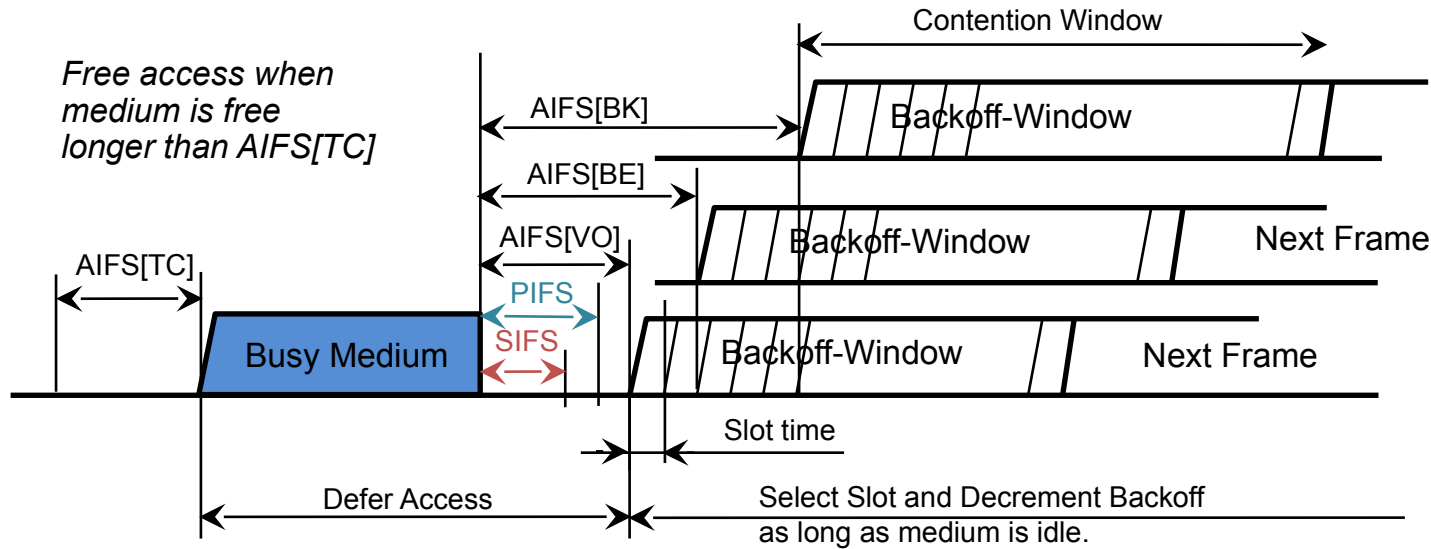 Contention Window
Free access when
medium is free
longer than AIFS[TC]
AIFS[BK]
Backoff-Window
AIFS[BE]
AIFS[VO]
Backoff-Window
Next Frame
AIFS[TC]
PIFS
SIFS
Busy Medium
Backoff-Window
Next Frame
Slot time
Defer Access
Select Slot and Decrement Backoff
as long as medium is idle.